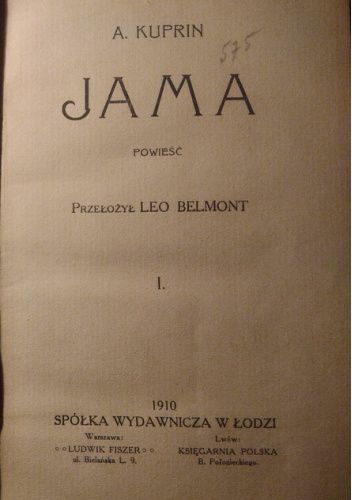 A. KUPRIN
575
JAMA
POWIEŚĆ
PRZEŁOŻYŁ LEO BELMONT
I.
1910
SPÓŁKA WYDAWNICZA W ŁODZI
Warszawa: Lwów:
LUDWIK FISZER KSIĘGARNIA POLSKA
ul. Bielańska L. 9. B. Połonieckiego.